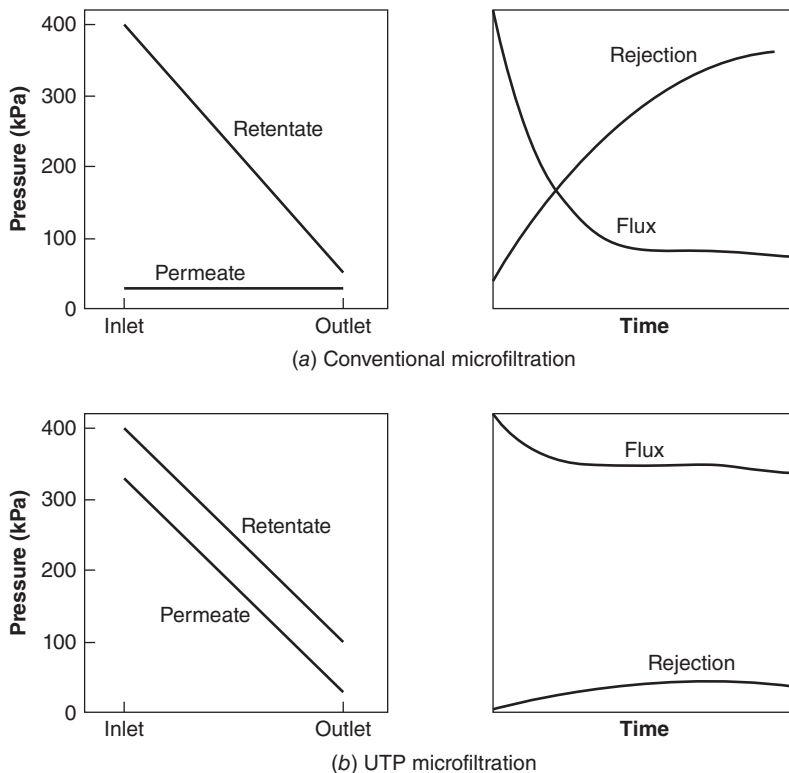 400
300
200
100
0
Pressure (kPa)
Retentate
Permeate
Inlet
Outlet
Rejection
Flux
Time
(a) Conventional microfiltration
400
300
200
100
0
Pressure (kPa)
Retentate
Permeate
Inlet
Outlet
Flux
Rejection
Time
(b) UTP microfiltration